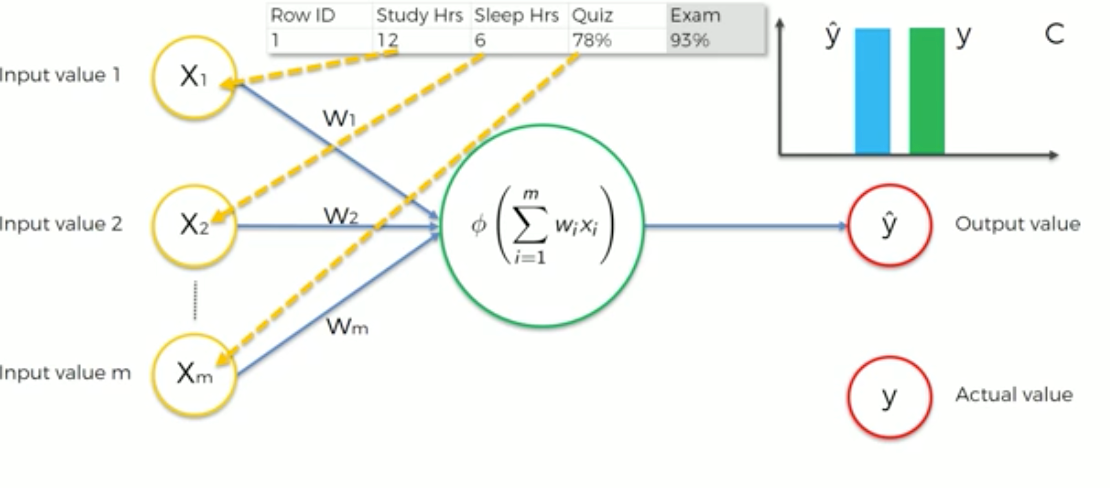 Row ID Study Hrs Sleep Hrs Quiz Exam
1 12 6 78% 93%
ŷ y C
Input value 1 X₁
W₁
Input value 2 X₂ W₂ ϕ(∑ᵢ₌₁ᵐ wᵢxᵢ) ŷ Output value
Wₘ
Input value m Xₘ
y Actual value